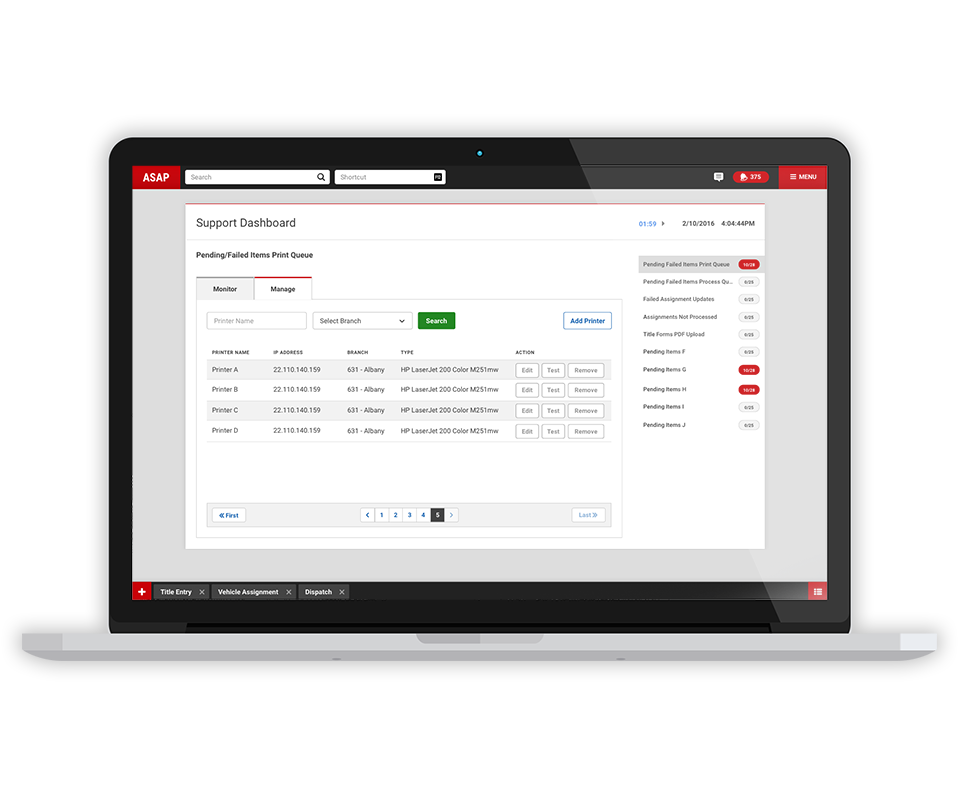 ASAP Search Shortcut 375 MENU
Support Dashboard 01:59 2/10/2016 4:04:44PM
Pending/Failed Items Print Queue
Monitor Manage
Printer Name Select Branch Search Add Printer
PRINTER NAME IP ADDRESS BRANCH TYPE ACTION
Printer A 22.110.140.159 631 - Albany HP LaserJet 200 Color M251mw Edit Test Remove
Printer B 22.110.140.159 631 - Albany HP LaserJet 200 Color M251mw Edit Test Remove
Printer C 22.110.140.159 631 - Albany HP LaserJet 200 Color M251mw Edit Test Remove
Printer D 22.110.140.159 631 - Albany HP LaserJet 200 Color M251mw Edit Test Remove
« First < 1 2 3 4 5 > Last »
Pending Failed Items Print Queue 10/28
Pending Failed Items Process Qu... 0/25
Failed Assignment Updates 0/25
Assignments Not Processed 0/25
Title Forms PDF Upload 0/25
Pending Items F 0/25
Pending Items G 10/28
Pending Items H 10/28
Pending Items I 0/25
Pending Items J 0/25
+ Title Entry X Vehicle Assignment X Dispatch X